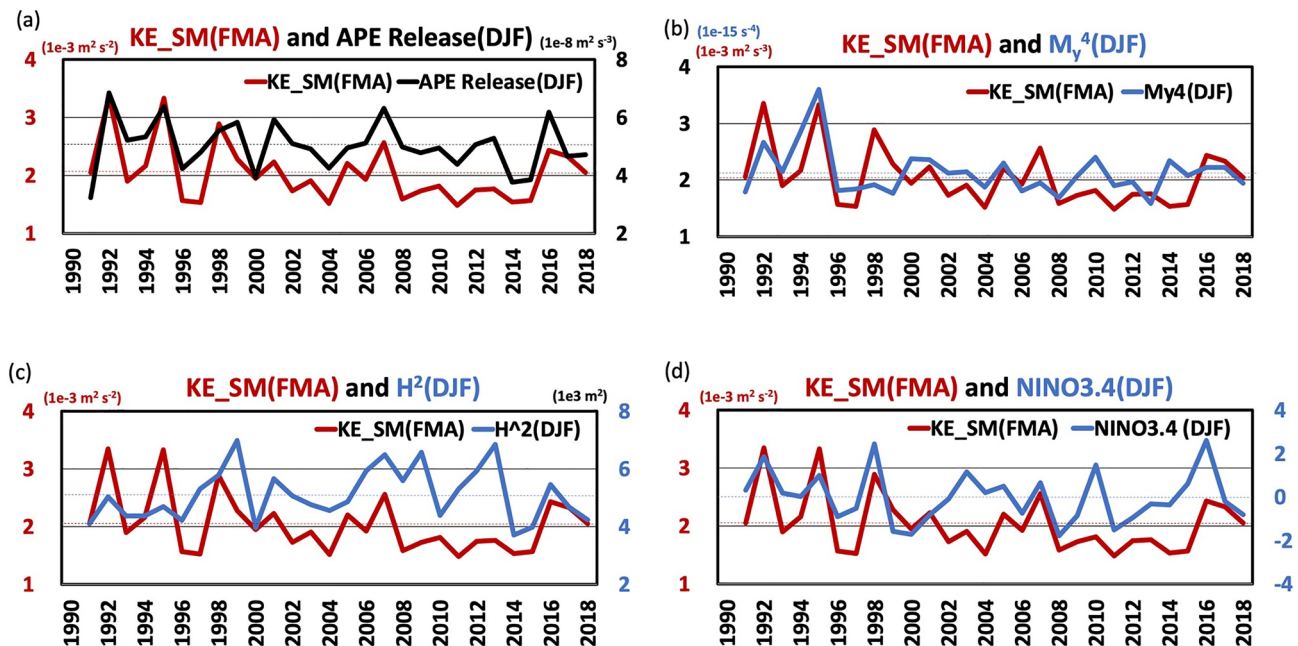 (a)
KE_SM(FMA) and APE Release(DJF)
(1e-3 m² s⁻²)
(1e-8 m² s⁻³)
KE_SM(FMA) APE Release(DJF)
4 8
3 6
2 4
1 2
1990 1992 1994 1996 1998 2000 2002 2004 2006 2008 2010 2012 2014 2016 2018
(b)
(1e-15 s⁻⁴)
(1e-3 m² s⁻³)
KE_SM(FMA) and My⁴(DJF)
KE_SM(FMA) My4(DJF)
4
3
2
1
1990 1992 1994 1996 1998 2000 2002 2004 2006 2008 2010 2012 2014 2016 2018
(c)
KE_SM(FMA) and H²(DJF)
(1e-3 m² s⁻²)
(1e3 m²)
KE_SM(FMA) H^2(DJF)
4 8
3 6
2 4
1 2
1990 1992 1994 1996 1998 2000 2002 2004 2006 2008 2010 2012 2014 2016 2018
(d)
KE_SM(FMA) and NINO3.4(DJF)
(1e-3 m² s⁻²)
KE_SM(FMA) NINO3.4 (DJF)
4 4
3 2
0
2 -2
1 -4
1990 1992 1994 1996 1998 2000 2002 2004 2006 2008 2010 2012 2014 2016 2018